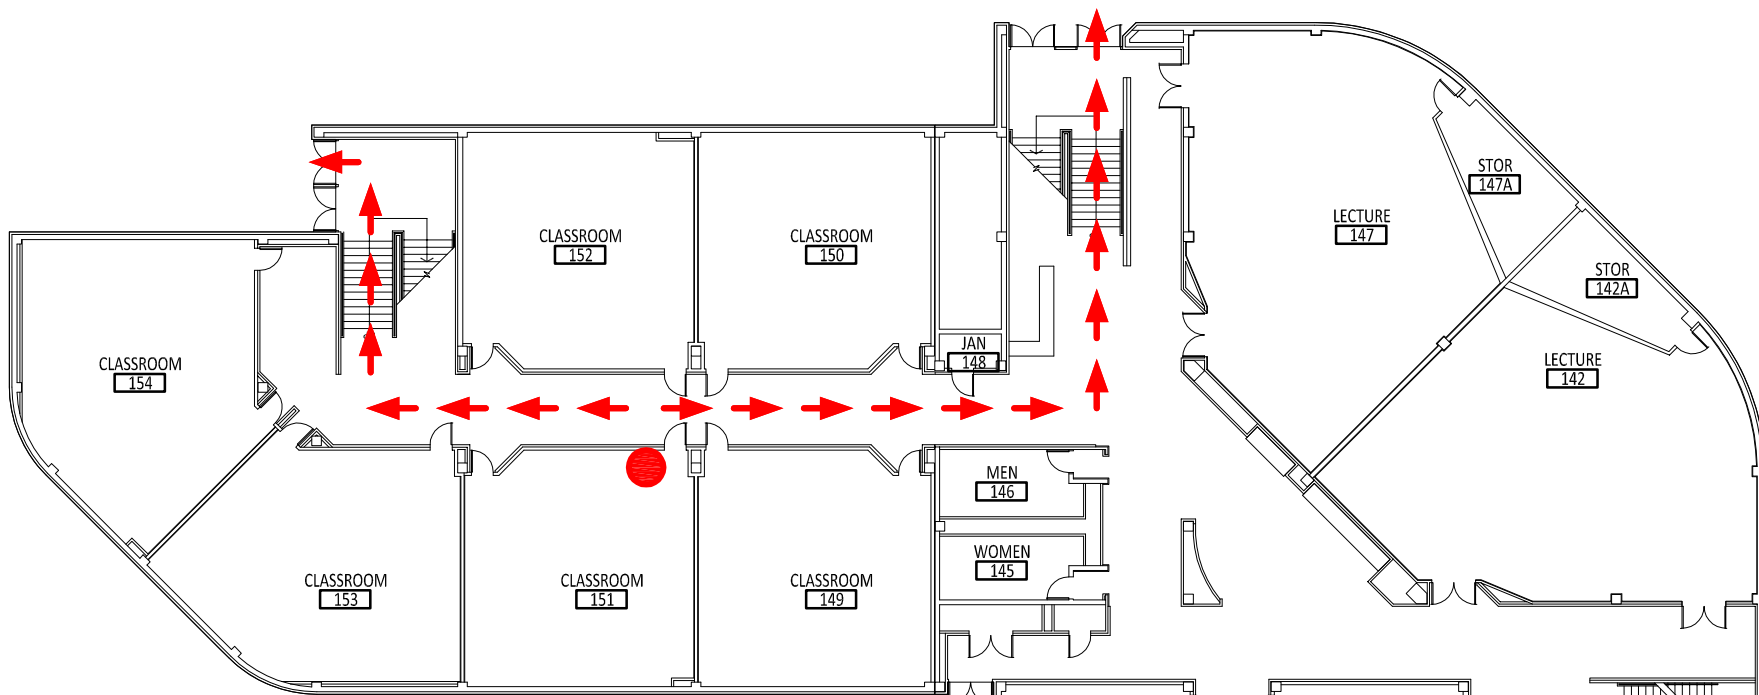 STOR
147A
LECTURE
147
CLASSROOM
152
CLASSROOM
150
STOR
142A
JAN
148
CLASSROOM
154
LECTURE
142
MEN
146
WOMEN
145
CLASSROOM
153
CLASSROOM
151
CLASSROOM
149